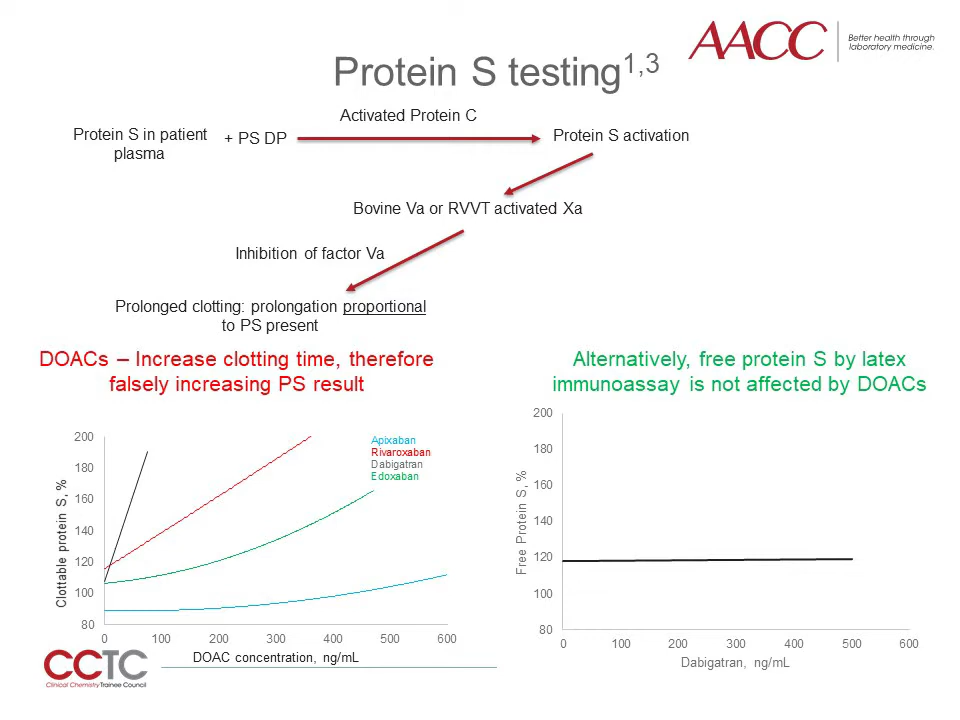 AACC
Better health through
laboratory medicine.
Protein S testing1,3
Activated Protein C
Protein S in patient
plasma
+ PS DP
Protein S activation
Bovine Va or RVVT activated Xa
Inhibition of factor Va
Prolonged clotting: prolongation proportional
to PS present
DOACs – Increase clotting time, therefore
falsely increasing PS result
Alternatively, free protein S by latex
immunoassay is not affected by DOACs
Clottable protein S, %
200
180
160
140
120
100
80
0 100 200 300 400 500 600
DOAC concentration, ng/mL
Apixaban
Rivaroxaban
Dabigatran
Edoxaban
Free Protein S, %
200
180
160
140
120
100
80
0 100 200 300 400 500 600
Dabigatran, ng/mL
CCTC
Clinical Chemistry Trainee Council